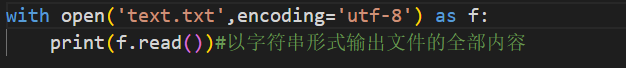 with open('text.txt',encoding='utf-8') as f:
    print(f.read())#以字符串形式输出文件的全部内容